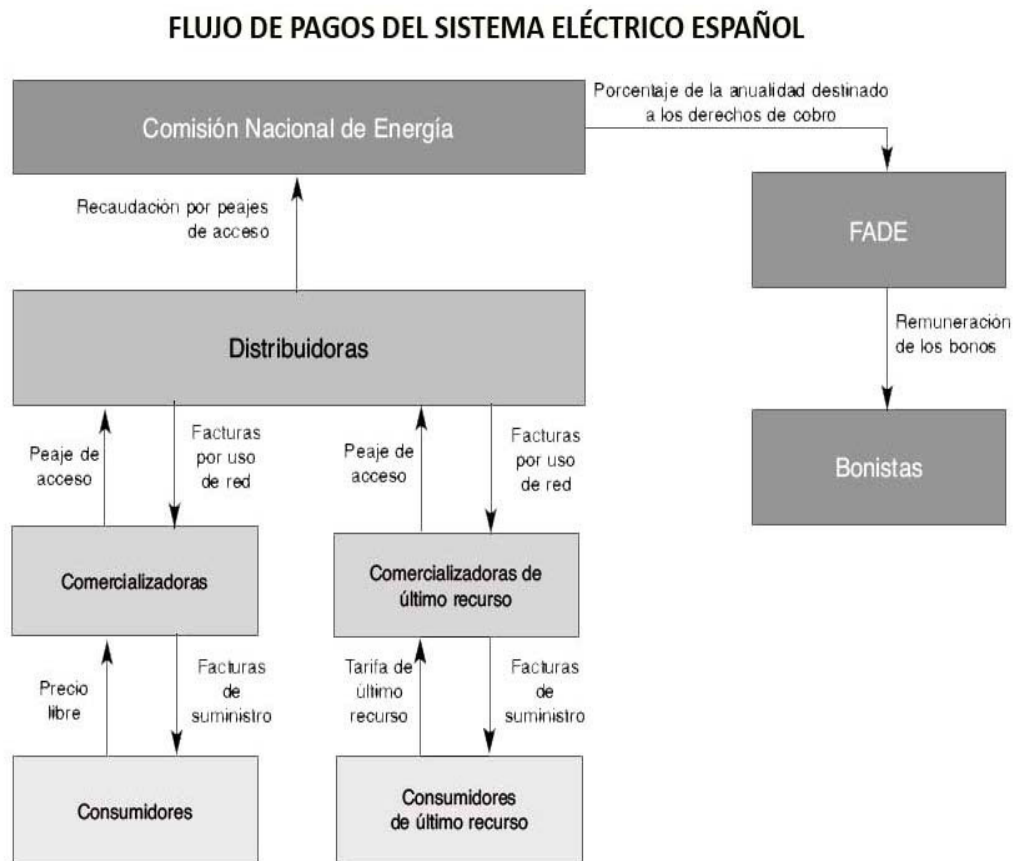 FLUJO DE PAGOS DEL SISTEMA ELÉCTRICO ESPAÑOL
Comisión Nacional de Energía
Porcentaje de la anualidad destinado
a los derechos de cobro
Recaudación por peajes
de acceso
FADE
Distribuidoras
Remuneración
de los bonos
Bonistas
Peaje de
acceso
Facturas
por uso
de red
Peaje de
acceso
Facturas
por uso
de red
Comercializadoras
Comercializadoras de
último recurso
Precio
libre
Facturas
de
suministro
Tarifa de
último
recurso
Facturas
de
suministro
Consumidores
Consumidores
de último recurso